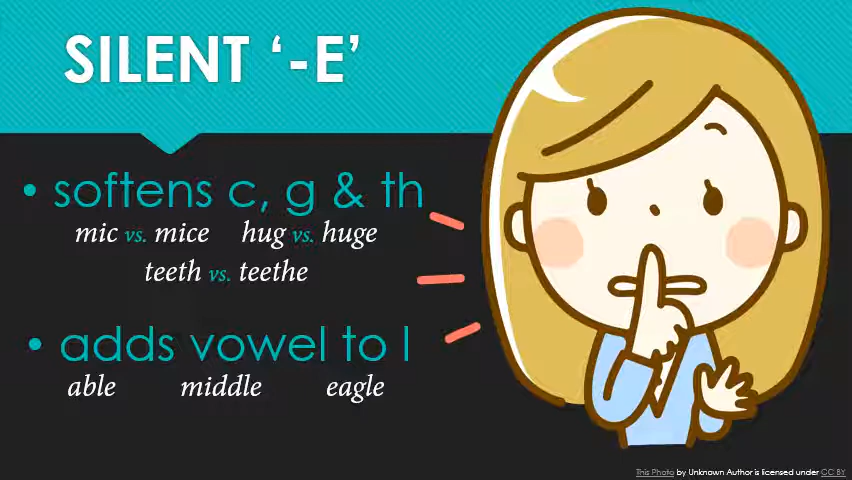 SILENT ‘-E’
• softens c, g & th
mic vs. mice hug vs. huge
teeth vs. teethe
• adds vowel to l
able middle eagle
This Photo by Unknown Author is licensed under CC BY